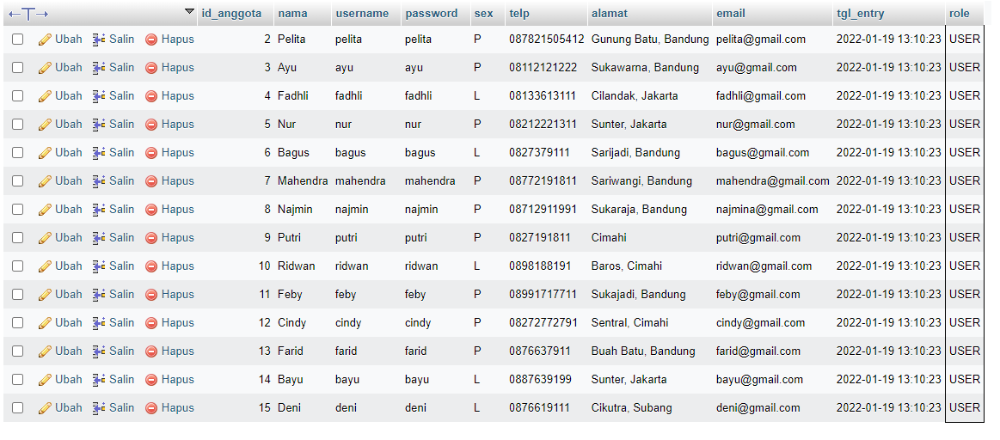 id_anggota nama username password sex telp alamat email tgl_entry role
Ubah Salin Hapus 2 Pelita pelita pelita P 087821505412 Gunung Batu, Bandung pelita@gmail.com 2022-01-19 13:10:23 USER
Ubah Salin Hapus 3 Ayu ayu ayu P 08112121222 Sukawarna, Bandung ayu@gmail.com 2022-01-19 13:10:23 USER
Ubah Salin Hapus 4 Fadhli fadhli fadhli L 08133613111 Cilandak, Jakarta fadhli@gmail.com 2022-01-19 13:10:23 USER
Ubah Salin Hapus 5 Nur nur nur P 08212221311 Sunter, Jakarta nur@gmail.com 2022-01-19 13:10:23 USER
Ubah Salin Hapus 6 Bagus bagus bagus L 0827379111 Sarijadi, Bandung bagus@gmail.com 2022-01-19 13:10:23 USER
Ubah Salin Hapus 7 Mahendra mahendra mahendra P 08772191811 Sariwangi, Bandung mahendra@gmail.com 2022-01-19 13:10:23 USER
Ubah Salin Hapus 8 Najmin najmin najmin P 08712911991 Sukaraja, Bandung najmina@gmail.com 2022-01-19 13:10:23 USER
Ubah Salin Hapus 9 Putri putri putri P 0827191811 Cimahi putri@gmail.com 2022-01-19 13:10:23 USER
Ubah Salin Hapus 10 Ridwan ridwan ridwan L 0898188191 Baros, Cimahi ridwan@gmail.com 2022-01-19 13:10:23 USER
Ubah Salin Hapus 11 Feby feby feby P 08991717711 Sukajadi, Bandung feby@gmail.com 2022-01-19 13:10:23 USER
Ubah Salin Hapus 12 Cindy cindy cindy P 08272772791 Sentral, Cimahi cindy@gmail.com 2022-01-19 13:10:23 USER
Ubah Salin Hapus 13 Farid farid farid P 0876637911 Buah Batu, Bandung farid@gmail.com 2022-01-19 13:10:23 USER
Ubah Salin Hapus 14 Bayu bayu bayu L 0887639199 Sunter, Jakarta bayu@gmail.com 2022-01-19 13:10:23 USER
Ubah Salin Hapus 15 Deni deni deni L 0876619111 Cikutra, Subang deni@gmail.com 2022-01-19 13:10:23 USER